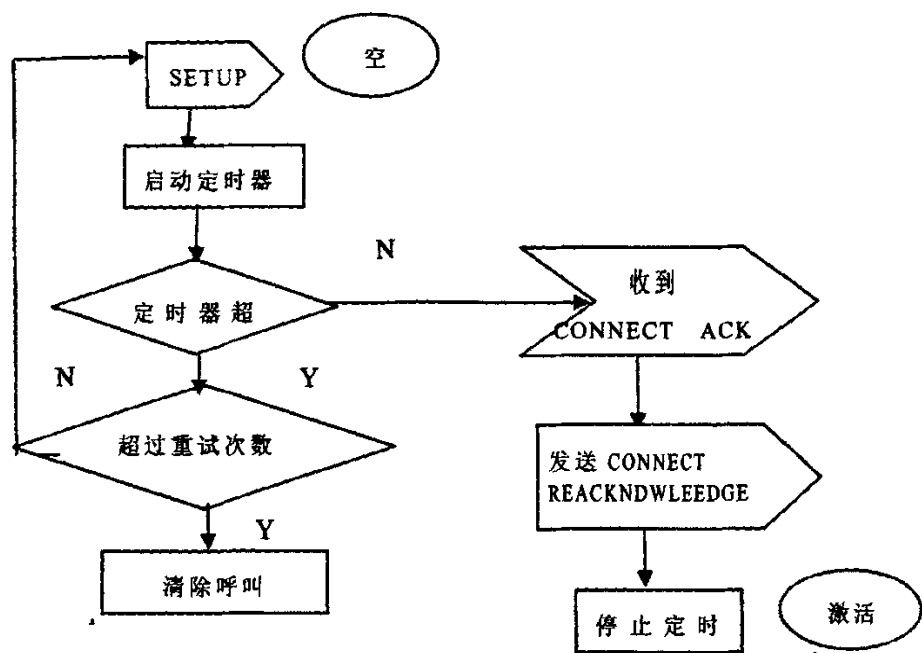 SETUP
空
启动定时器
N
定时器超
收到
CONNECT ACK
N
Y
超过重试次数
发送 CONNECT
REACKNDWLEEDGE
Y
清除呼叫
停止定时
激活